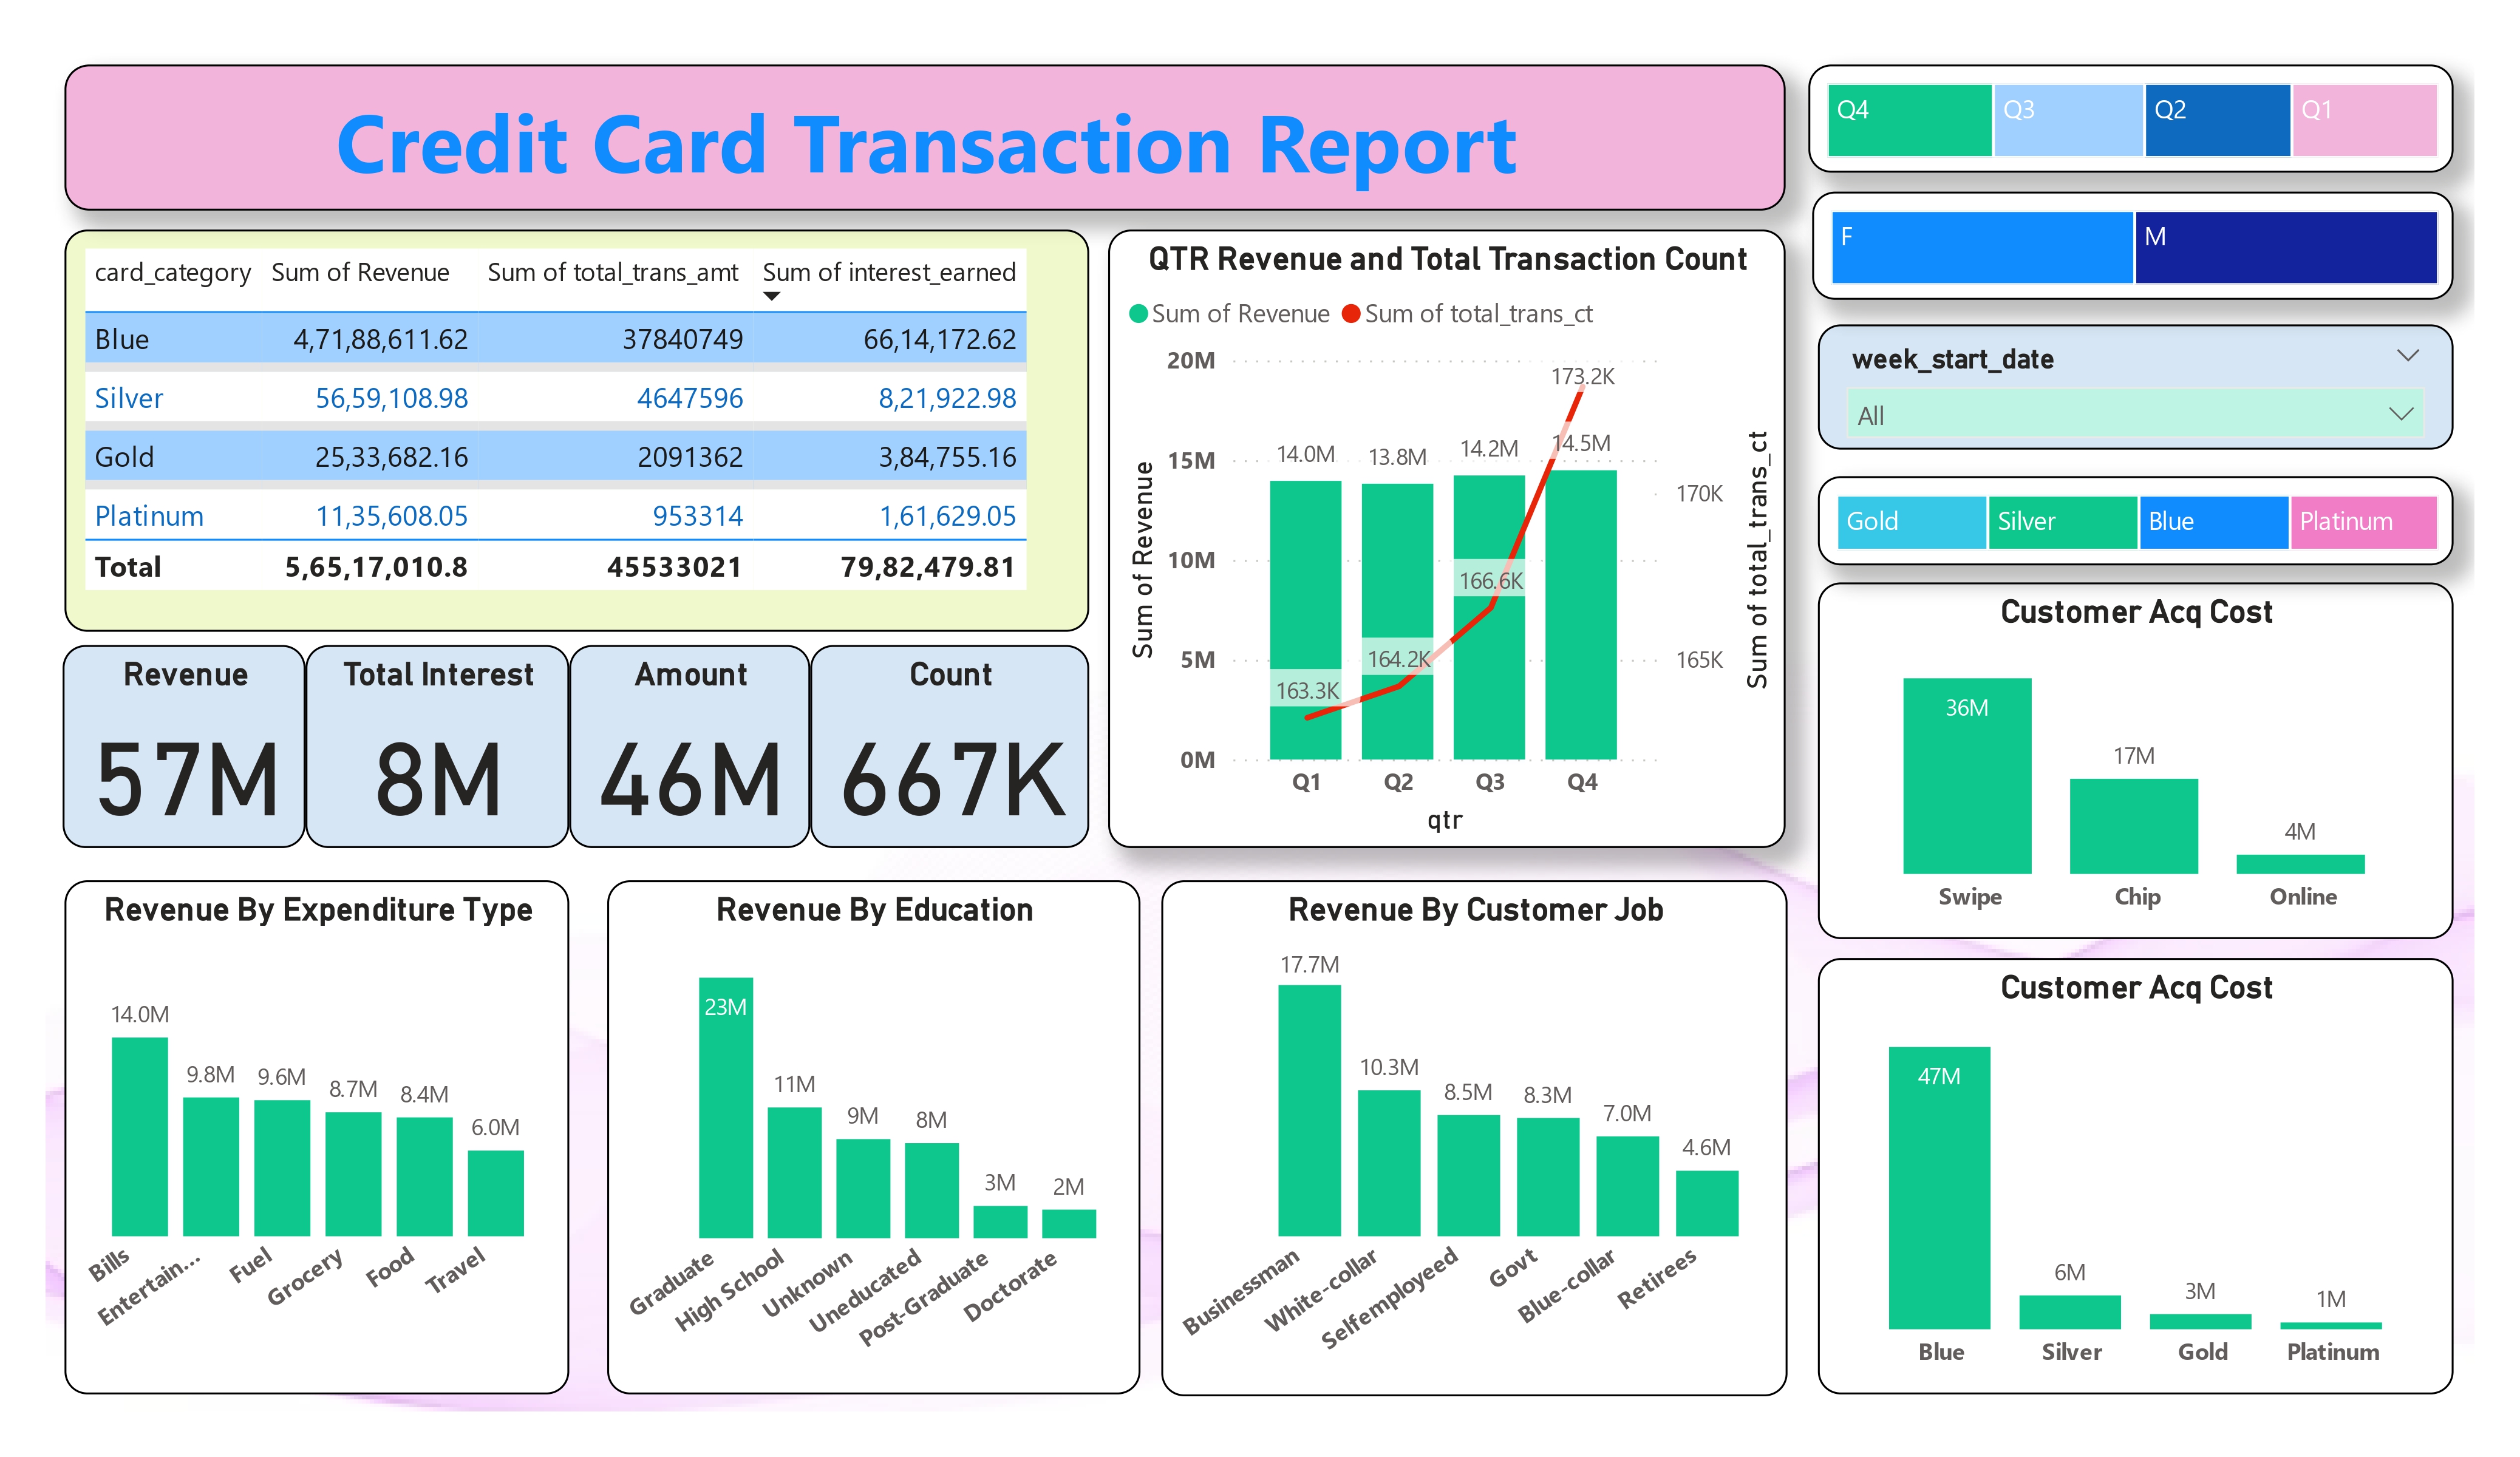 Credit Card Transaction Report
Q4 Q3 Q2 Q1
F M
week_start_date
All
Gold Silver Blue Platinum
card_category Sum of Revenue Sum of total_trans_amt Sum of interest_earned
Blue 4,71,88,611.62 37840749 66,14,172.62
Silver 56,59,108.98 4647596 8,21,922.98
Gold 25,33,682.16 2091362 3,84,755.16
Platinum 11,35,608.05 953314 1,61,629.05
Total 5,65,17,010.8 45533021 79,82,479.81
Revenue Total Interest Amount Count
57M 8M 46M 667K
QTR Revenue and Total Transaction Count
Sum of Revenue Sum of total_trans_ct
20M
15M
10M
5M
0M
Sum of Revenue
173.2K
14.0M 13.8M 14.2M 14.5M
166.6K
164.2K
163.3K
170K
165K
Sum of total_trans_ct
Q1 Q2 Q3 Q4
qtr
Customer Acq Cost
36M
17M
4M
Swipe Chip Online
Revenue By Expenditure Type
14.0M
9.8M 9.6M 8.7M 8.4M 6.0M
Bills Entertain... Fuel Grocery Food Travel
Revenue By Education
23M
11M
9M 8M
3M 2M
Graduate High School Unknown Uneducated Post-Graduate Doctorate
Revenue By Customer Job
17.7M
10.3M
8.5M 8.3M 7.0M
4.6M
Businessman White-collar Selfemployeed Govt Blue-collar Retirees
Customer Acq Cost
47M
6M 3M 1M
Blue Silver Gold Platinum